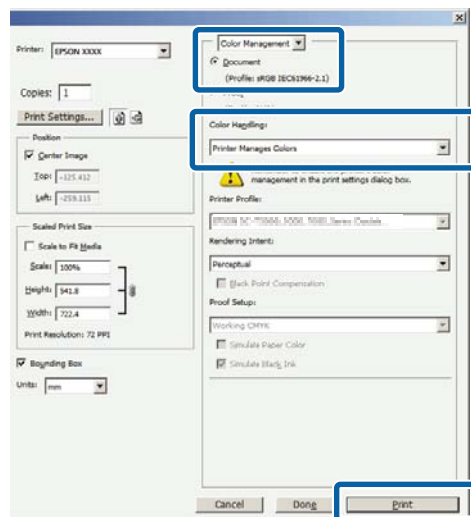 Printer: EPSON XXXX
Copies: 1
Print Settings...
Position
Center Image
Top: -125.412
Left: -259.115
Scaled Print Size
Scale to Fit Media
Scale: 100%
Height: 541.8
Width: 722.4
Print Resolution: 72 PPI
Bounding Box
Units: mm
Color Management
Document
(Profile: sRGB IEC61966-2.1)
Color Handling:
Printer Manages Colors
management in the print settings dialog box.
Printer Profile:
Rendering Intent:
Perceptual
Black Point Compensation
Proof Setup:
Working CMYK
Simulate Paper Color
Simulate Black Ink
Cancel
Done
Print